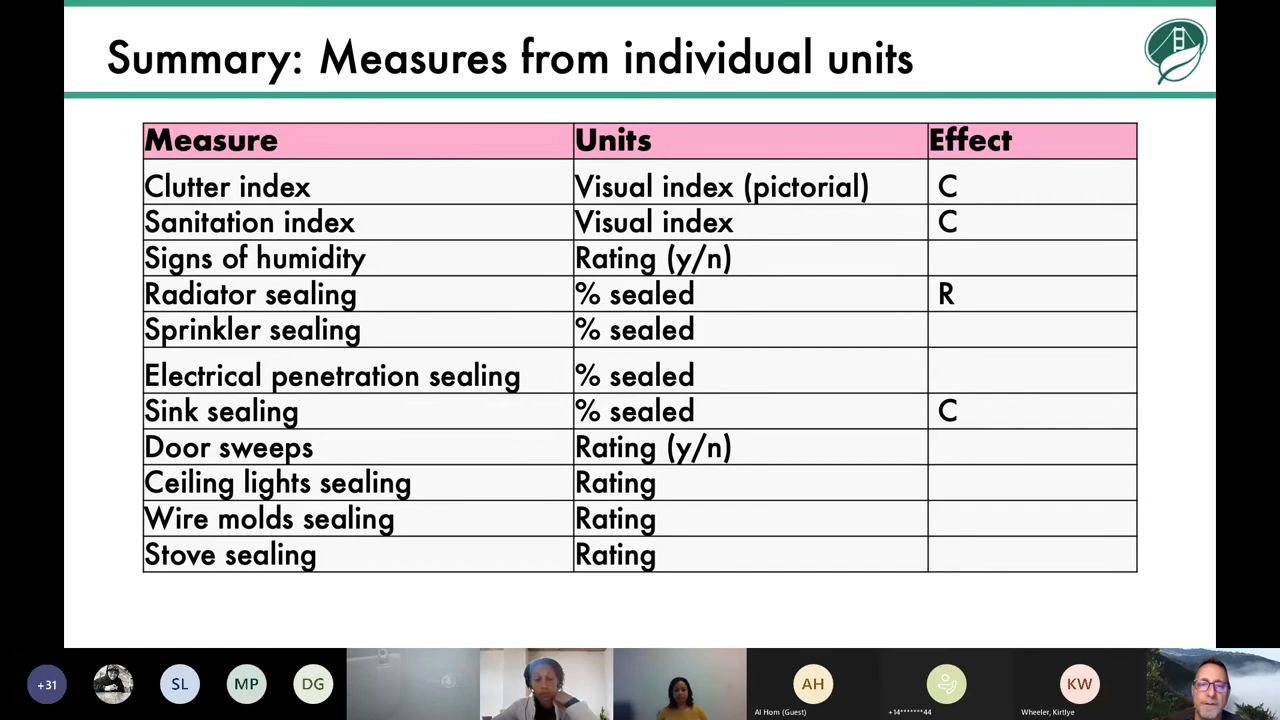 Summary: Measures from individual units
Measure Units Effect
Clutter index Visual index (pictorial) C
Sanitation index Visual index C
Signs of humidity Rating (y/n)
Radiator sealing % sealed R
Sprinkler sealing % sealed
Electrical penetration sealing % sealed
Sink sealing % sealed C
Door sweeps Rating (y/n)
Ceiling lights sealing Rating
Wire molds sealing Rating
Stove sealing Rating
+31 SL MP DG AH KW
Al Hom (Guest) +14*******44 Wheeler, Kirtlye